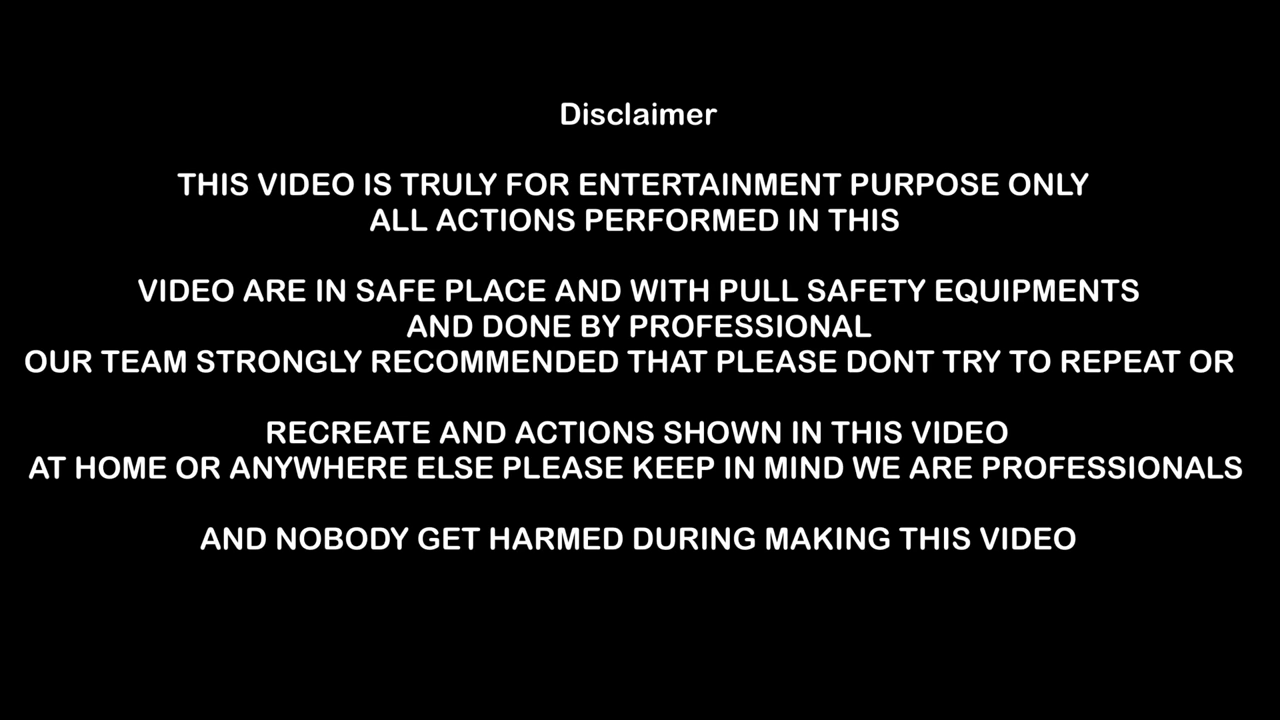 Disclaimer
THIS VIDEO IS TRULY FOR ENTERTAINMENT PURPOSE ONLY
ALL ACTIONS PERFORMED IN THIS
VIDEO ARE IN SAFE PLACE AND WITH PULL SAFETY EQUIPMENTS
AND DONE BY PROFESSIONAL
OUR TEAM STRONGLY RECOMMENDED THAT PLEASE DONT TRY TO REPEAT OR
RECREATE AND ACTIONS SHOWN IN THIS VIDEO
AT HOME OR ANYWHERE ELSE PLEASE KEEP IN MIND WE ARE PROFESSIONALS
AND NOBODY GET HARMED DURING MAKING THIS VIDEO